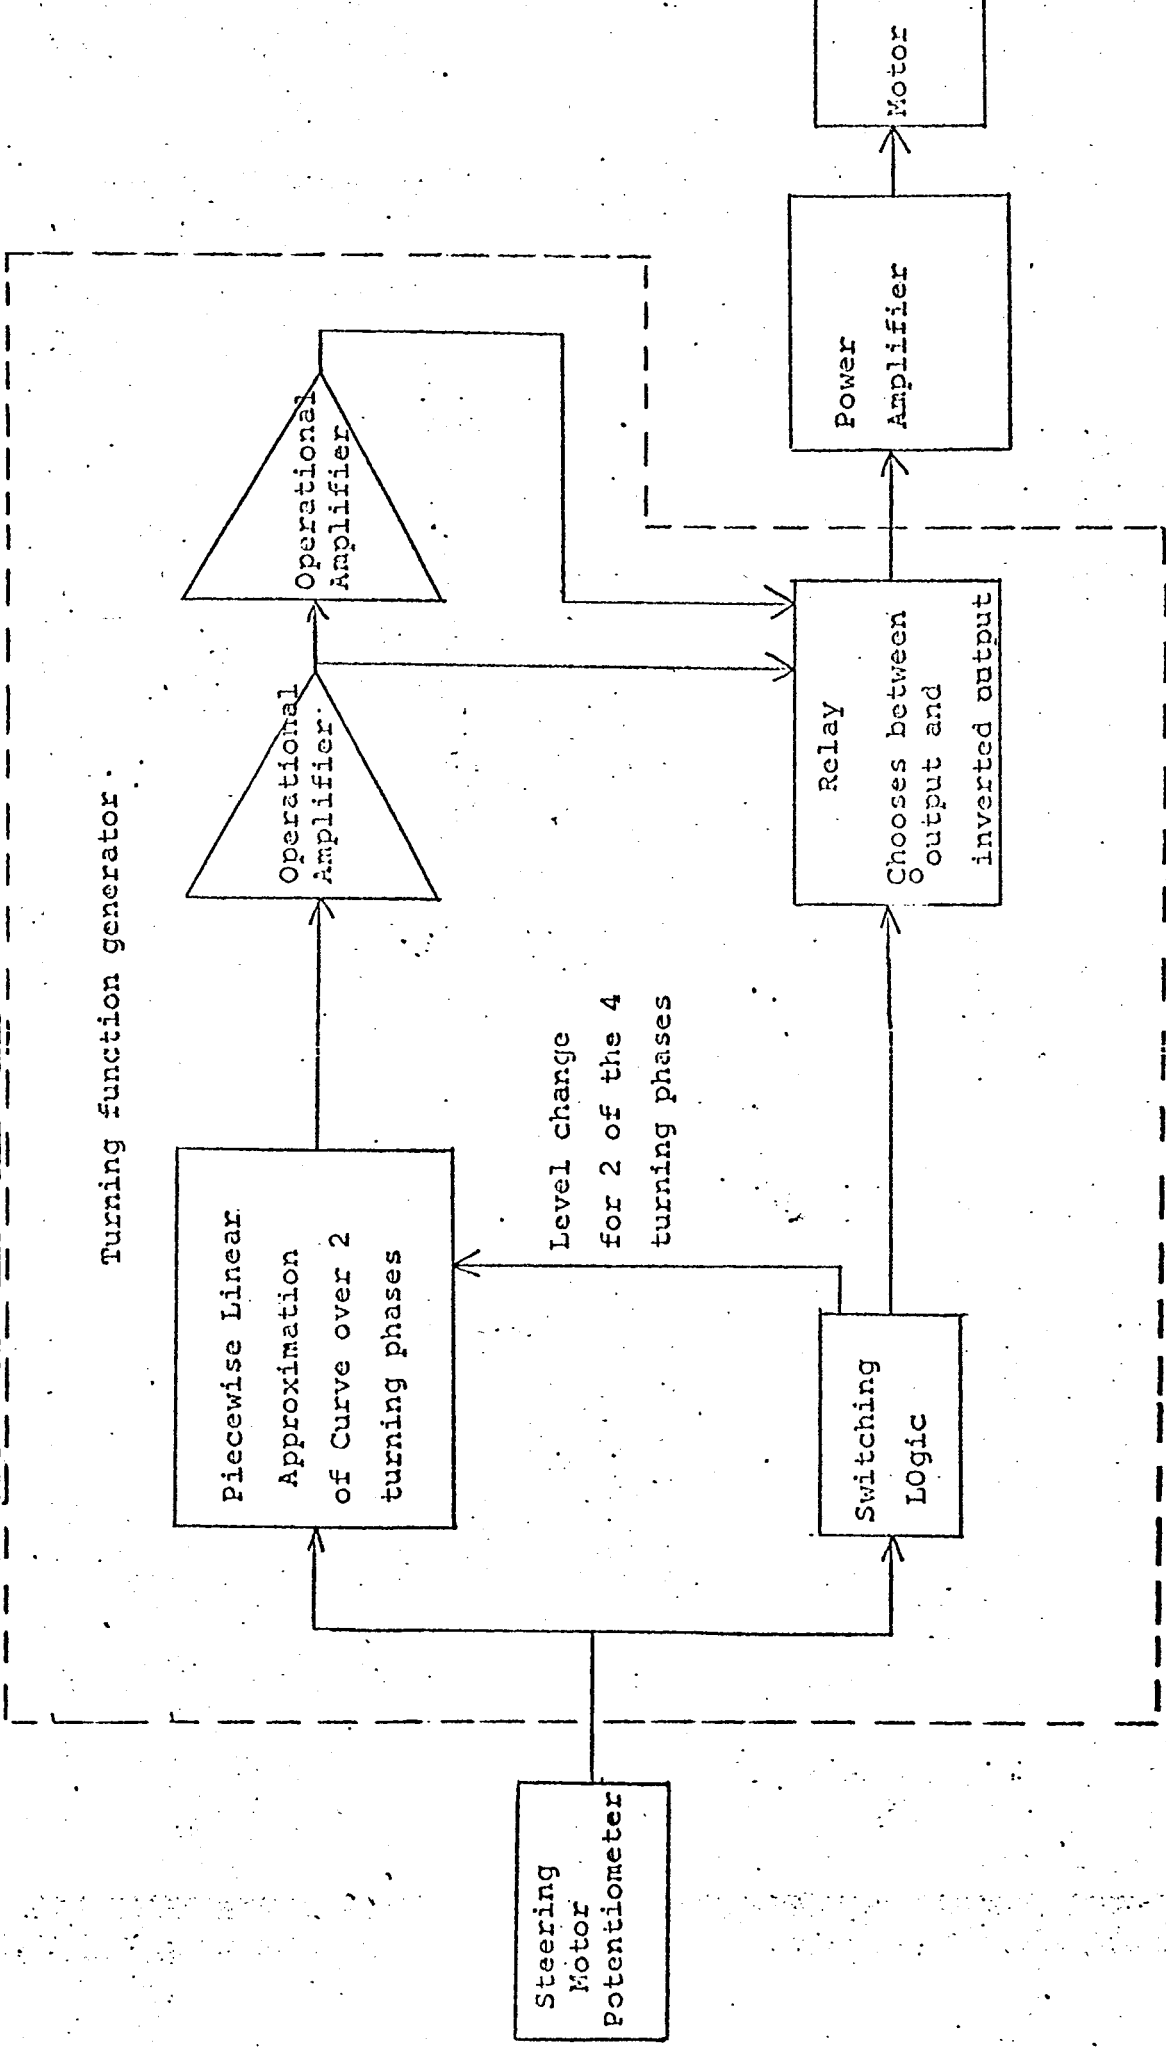 Turning function generator
Steering
Motor
Potentiometer
Piecewise Linear
Approximation
of Curve over 2
turning phases
Switching
LOgic
Level change
for 2 of the 4
turning phases
Operational
Amplifier
Operational
Amplifier
Relay
Chooses between
output and
inverted output
Power
Amplifier
Motor